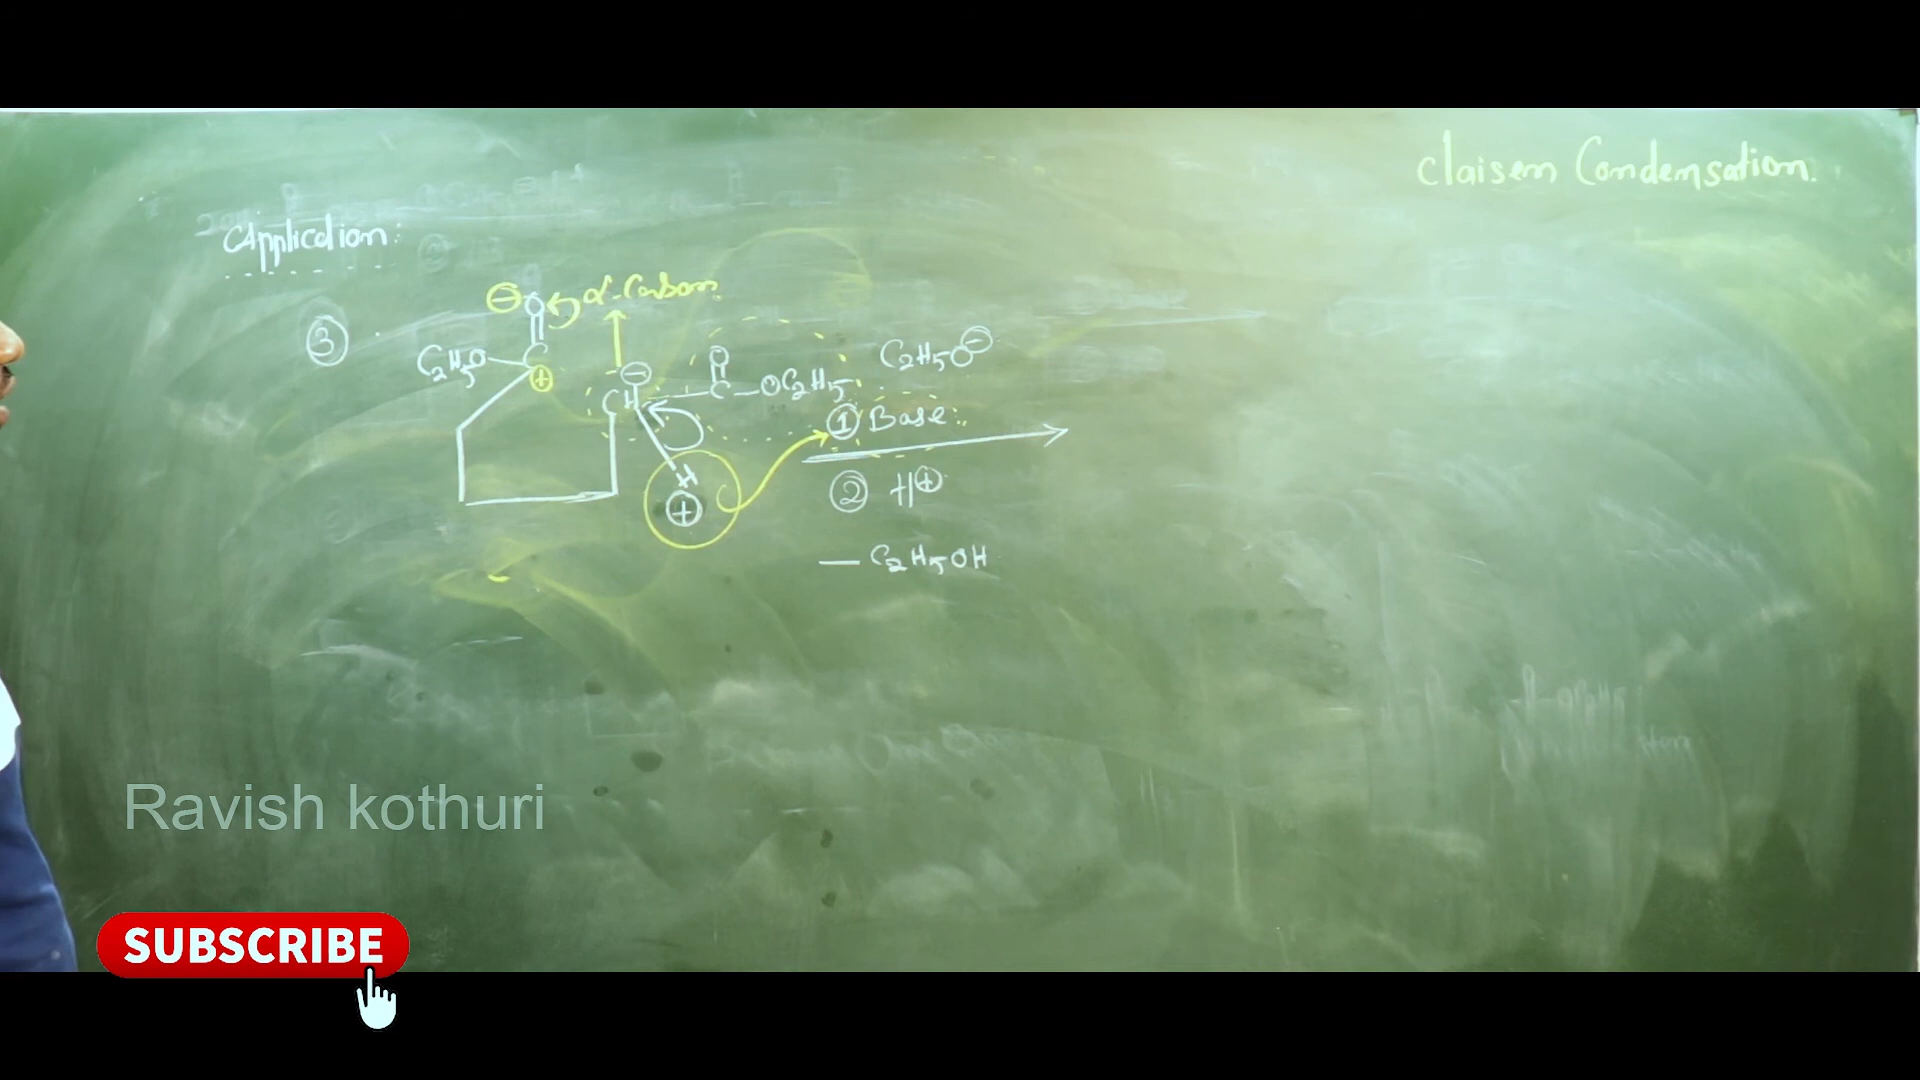 Claisen Condensation.
Application:
③
⊖ O α-Carbon
C2H5O C ⊕
CH ⊖ C O OC2H5
H ⊕
C2H5O⊖
① Base:
② H⊕
— C2H5OH
Ravish kothuri
SUBSCRIBE